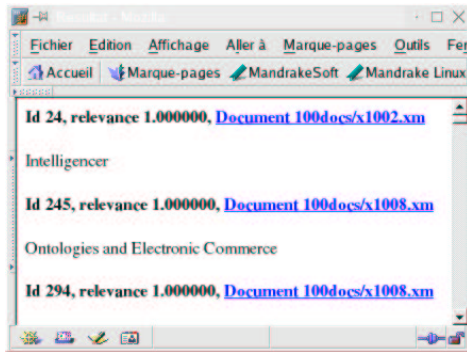 Fichier Edition Affichage Aller à Marque-pages Outils Fe
Accueil Marque-pages MandrakeSoft Mandrake Linux
Id 24, relevance 1.000000, Document 100docs/x1002.xm
Intelligencer
Id 245, relevance 1.000000, Document 100docs/x1008.xm
Ontologies and Electronic Commerce
Id 294, relevance 1.000000, Document 100docs/x1008.xm